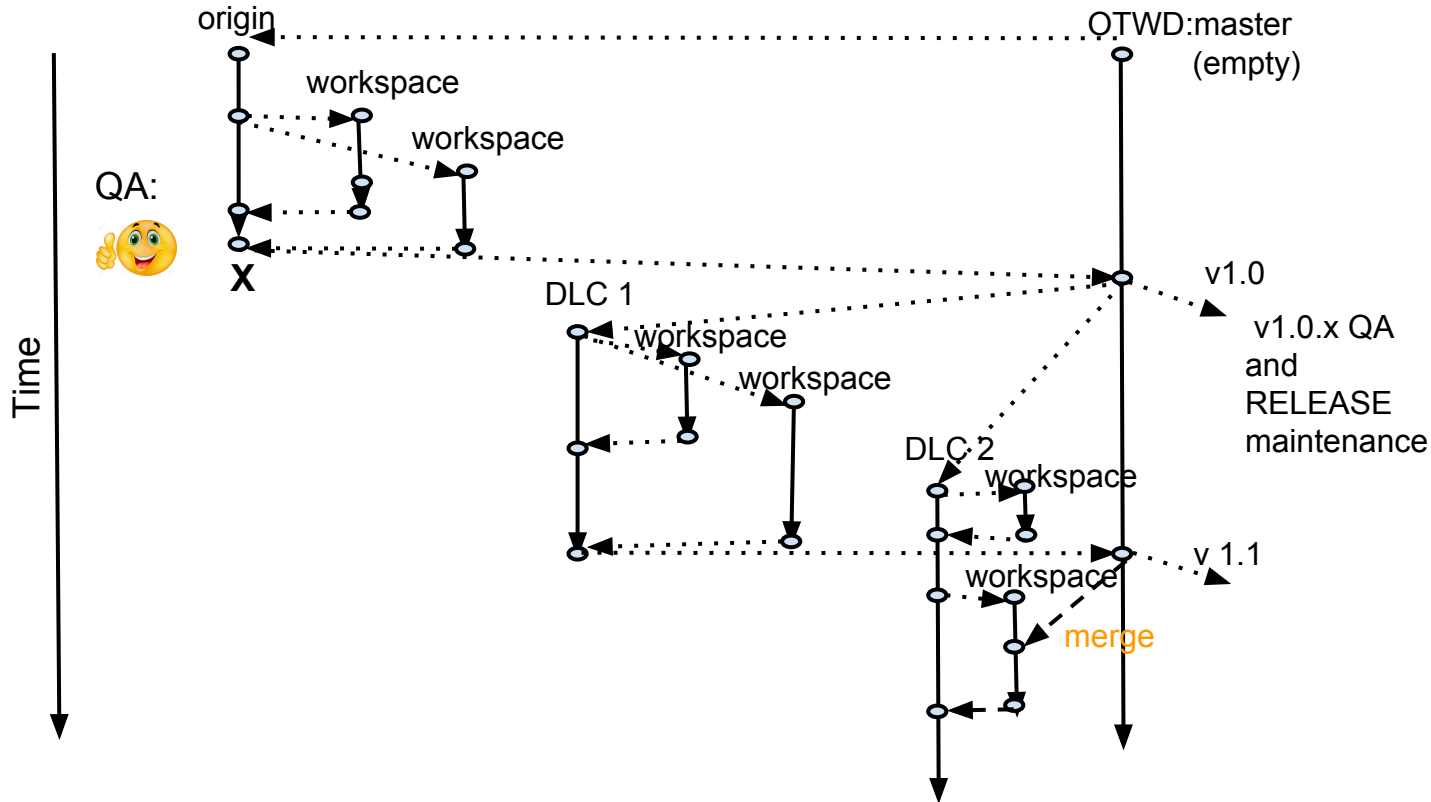 origin
OTWD:master
(empty)
workspace
workspace
QA:
X
v1.0
DLC 1
v1.0.x QA
and
RELEASE
maintenance
workspace
workspace
Time
DLC 2
workspace
v 1.1
workspace
merge